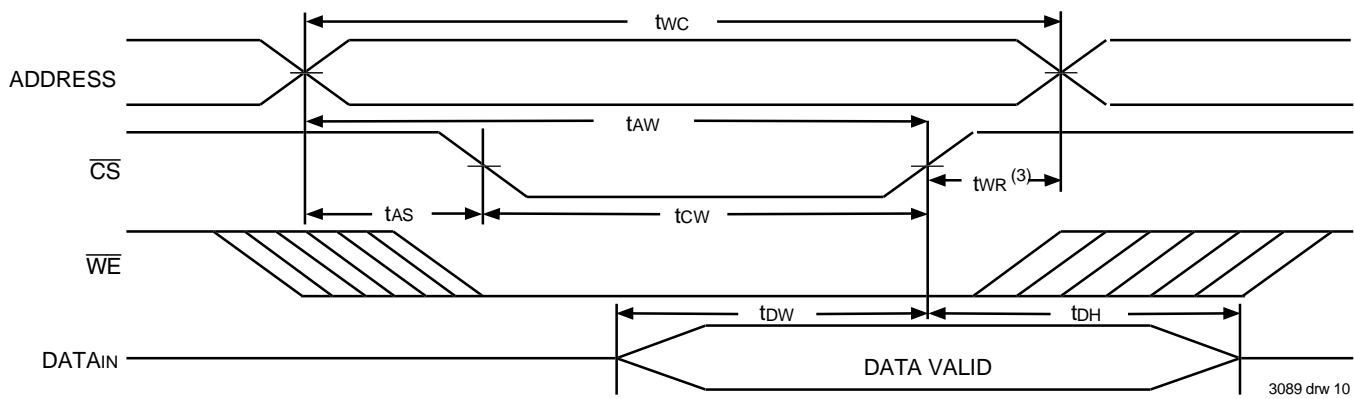 tWC
ADDRESS
tAW
CS
tWR (3)
tAS
tCW
WE
tDW
tDH
DATAIN
DATA VALID
3089 drw 10